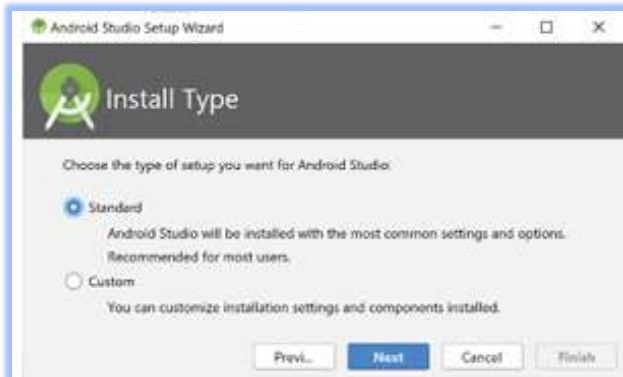 Android Studio Setup Wizard
Install Type
Choose the type of setup you want for Android Studio:
Standard
Android Studio will be installed with the most common settings and options.
Recommended for most users.
Custom
You can customize installation settings and components installed.
Previ... Next Cancel Finish